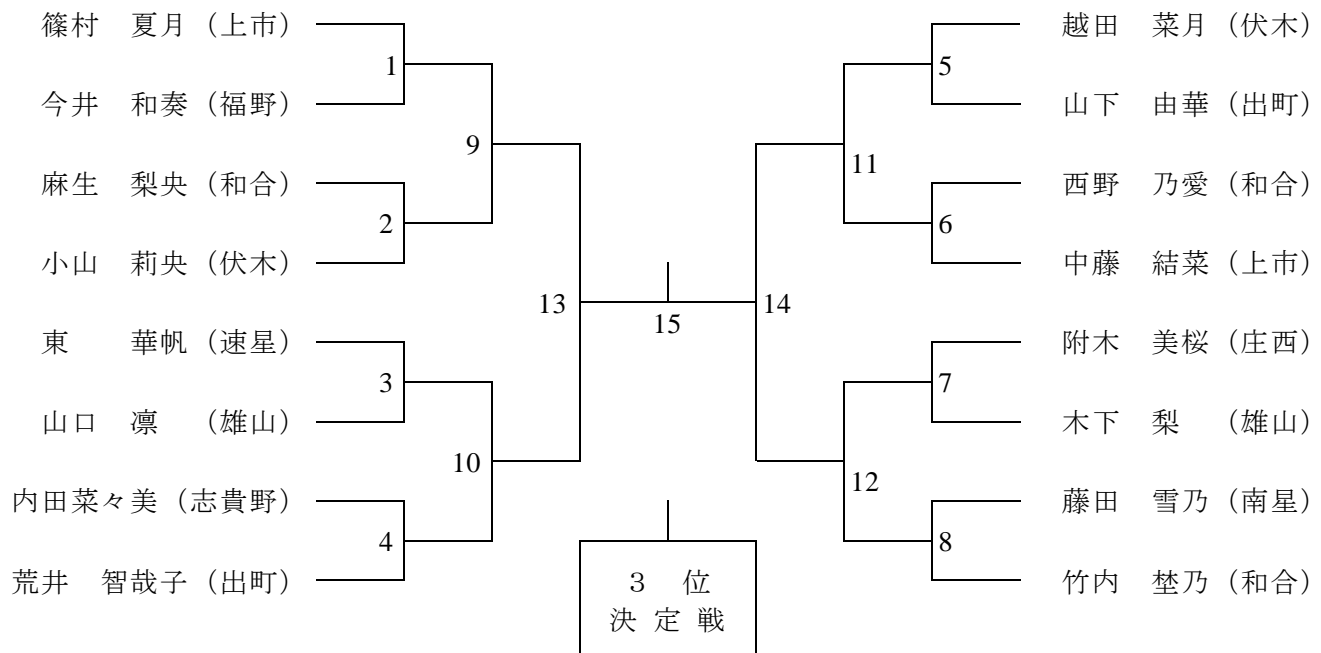 篠村　夏月（上市）
1
今井　和奏（福野）
9
麻生　梨央（和合）
2
小山　莉央（伏木）
13
東　　華帆（速星）
3
山口　凛　（雄山）
10
内田菜々美（志貴野）
4
荒井　智哉子（出町）
15
３　位
決 定 戦
越田　菜月（伏木）
5
山下　由華（出町）
11
西野　乃愛（和合）
6
中藤　結菜（上市）
14
附木　美桜（庄西）
7
木下　梨　（雄山）
12
藤田　雪乃（南星）
8
竹内　埜乃（和合）